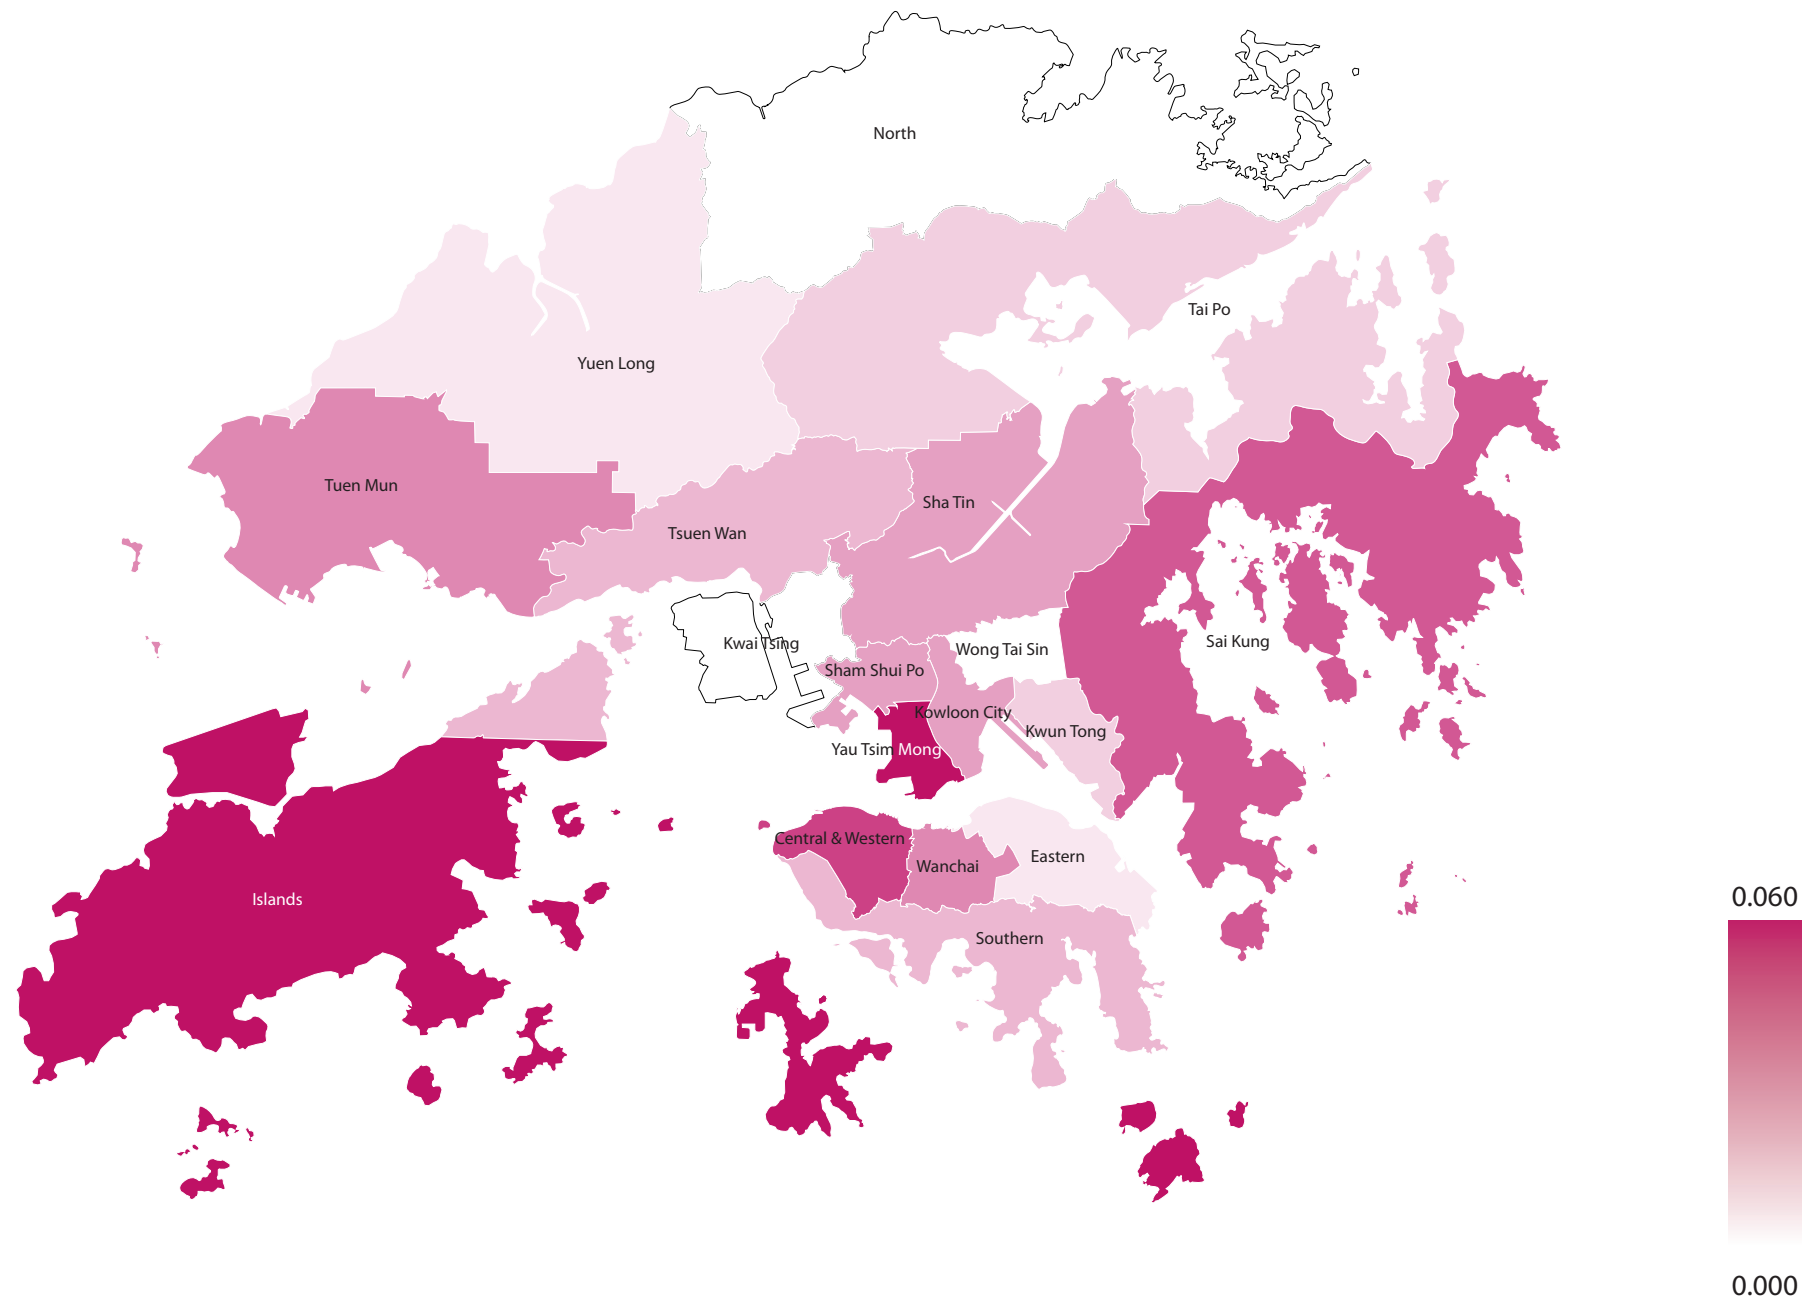 North
Tai Po
Yuen Long
Tuen Mun
Sha Tin
Tsuen Wan
Kwai Tsing
Wong Tai Sin
Sai Kung
Sham Shui Po
Kowloon City
Kwun Tong
Yau Tsim Mong
Central & Western
Wanchai
Eastern
Islands
0.060
Southern
0.000